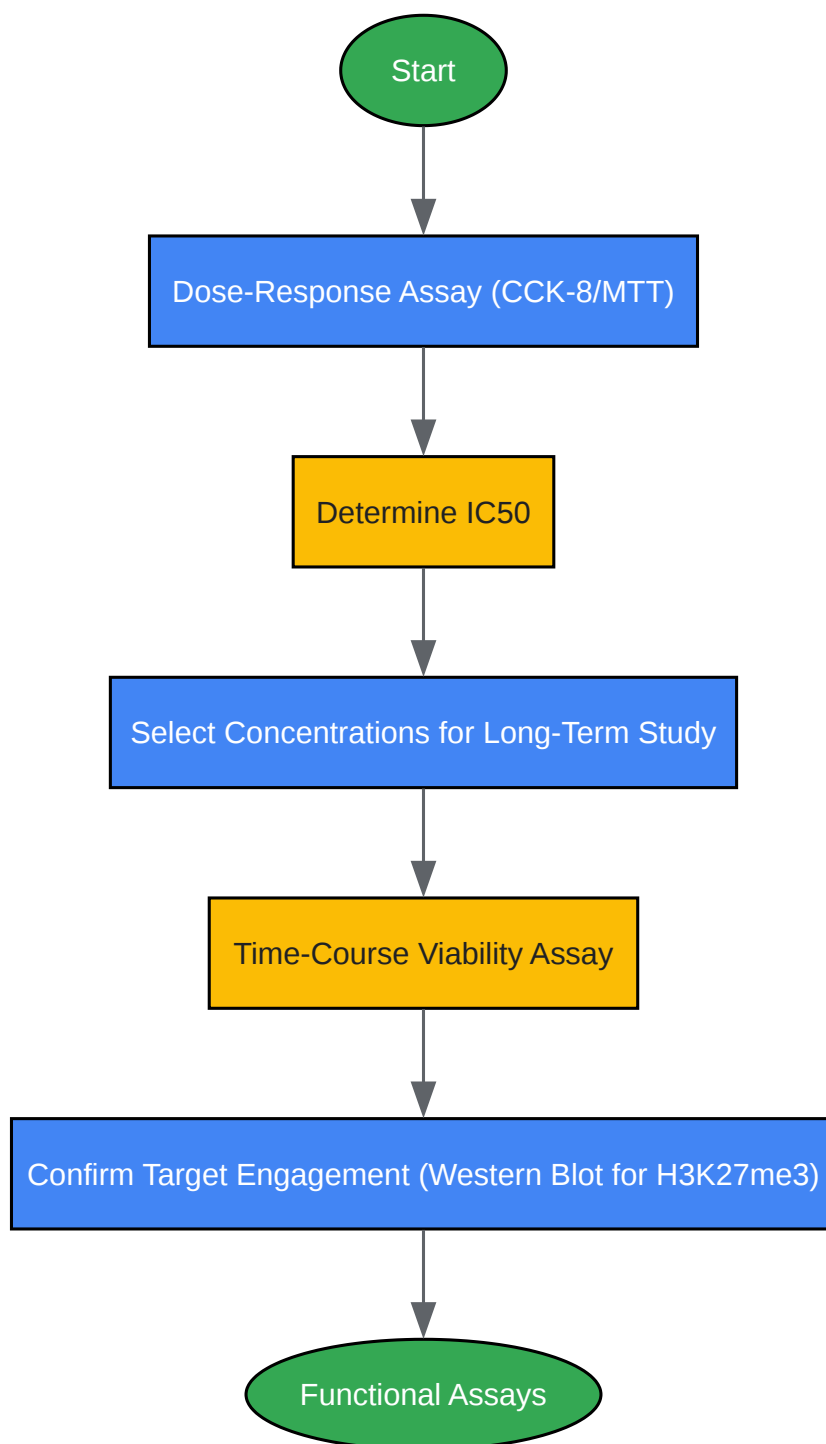 Start
Dose-Response Assay (CCK-8/MTT)
Determine IC50
Select Concentrations for Long-Term Study
Time-Course Viability Assay
Confirm Target Engagement (Western Blot for H3K27me3)
Functional Assays